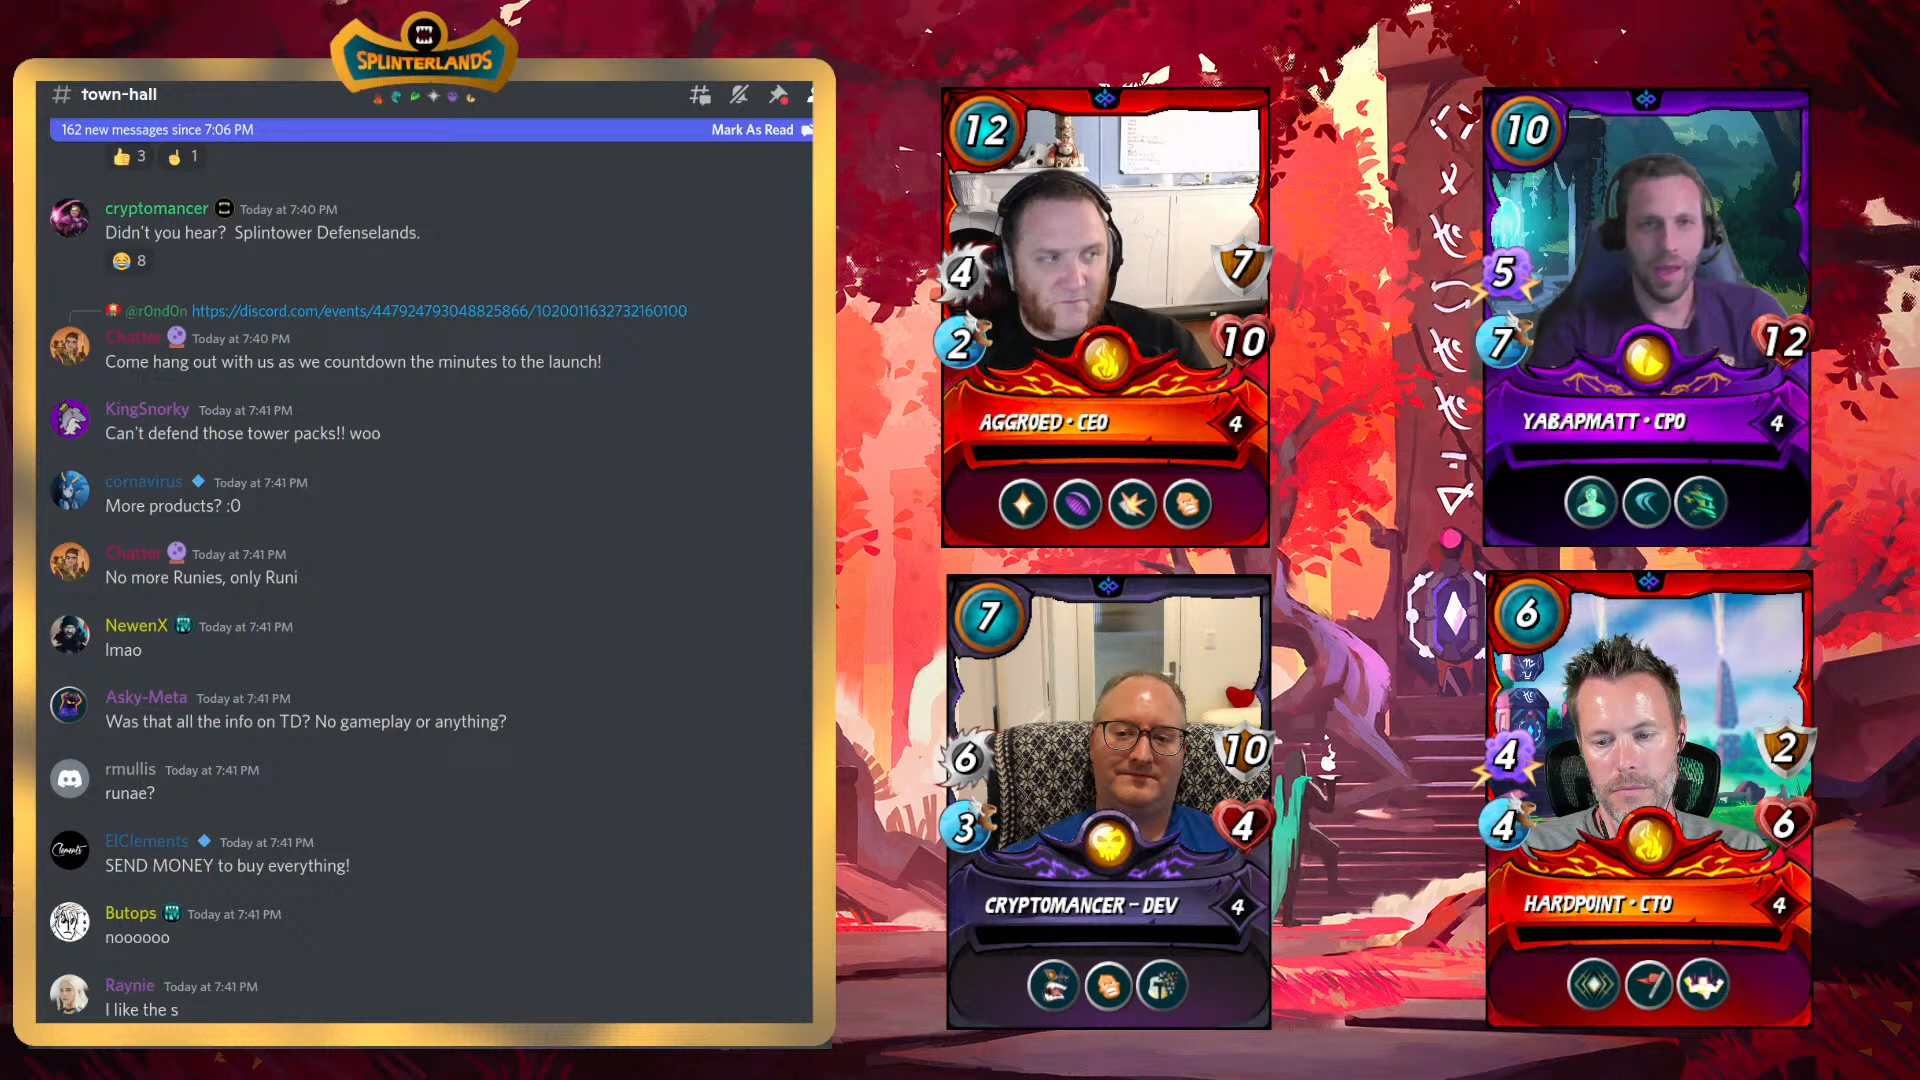 SPLINTERLANDS
# town-hall
162 new messages since 7:06 PM Mark As Read
3 1
cryptomancer Today at 7:40 PM
Didn't you hear? Splintower Defenselands.
8
@r0nd0n https://discord.com/events/447924793048825866/1020011632732160100
Chatter Today at 7:40 PM
Come hang out with us as we countdown the minutes to the launch!
KingSnorky Today at 7:41 PM
Can't defend those tower packs!! woo
cornavirus Today at 7:41 PM
More products? :0
Chatter Today at 7:41 PM
No more Runies, only Runi
NewenX Today at 7:41 PM
lmao
Asky-Meta Today at 7:41 PM
Was that all the info on TD? No gameplay or anything?
rmullis Today at 7:41 PM
runae?
ElClements Today at 7:41 PM
SEND MONEY to buy everything!
Butops Today at 7:41 PM
noooooo
Raynie Today at 7:41 PM
I like the s
12
4
7
2
10
AGGROED • CEO
4
10
5
7
12
YABAPMATT • CPO
4
7
6
10
3
4
CRYPTOMANCER - DEV
4
6
4
2
4
6
HARDPOINT • CTO
4